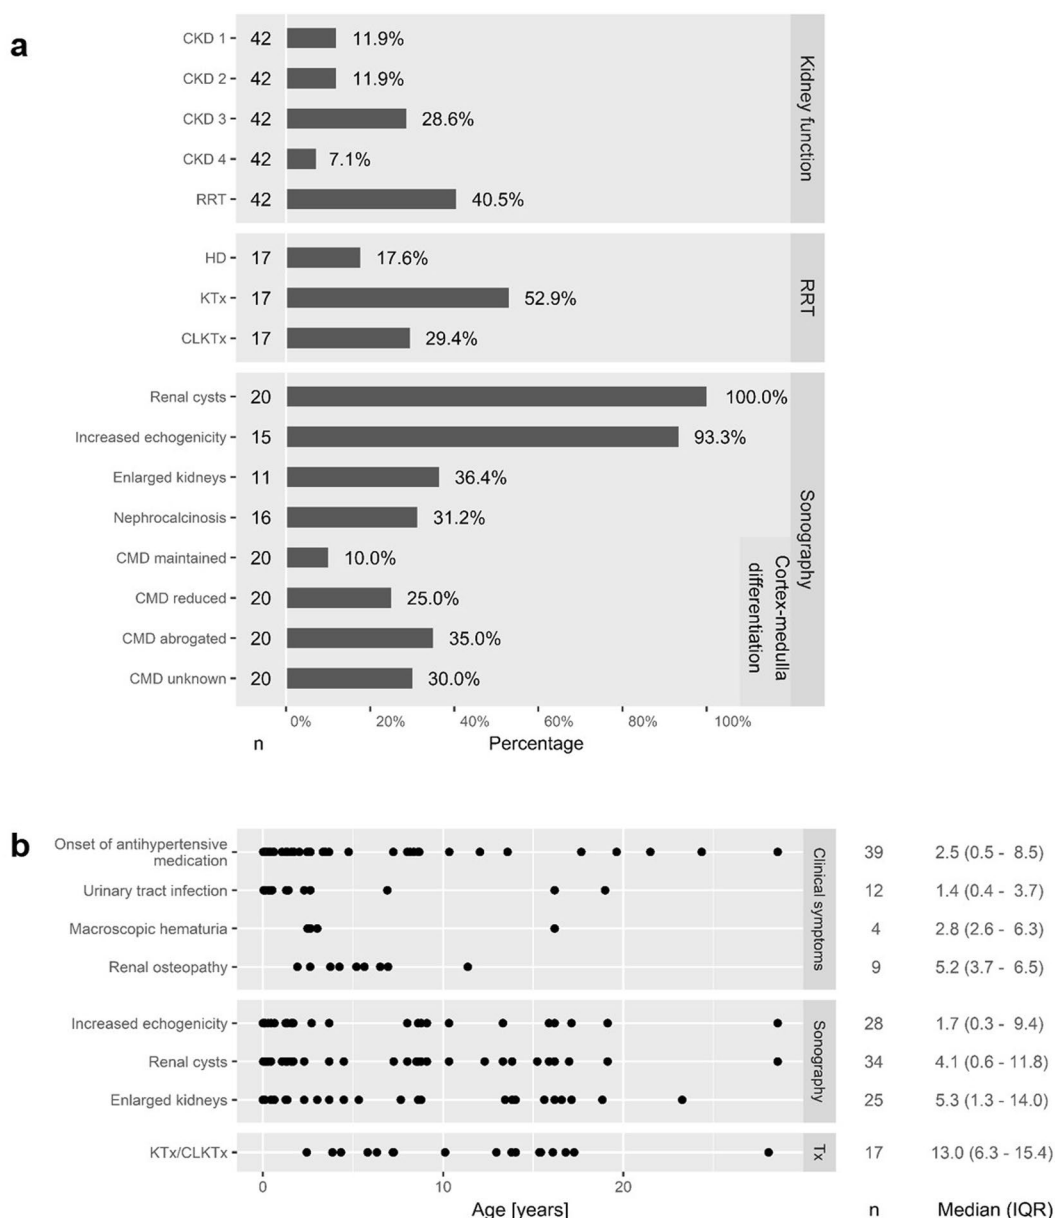 a
CKD 1 42 11.9%
CKD 2 42 11.9%
CKD 3 42 28.6%
CKD 4 42 7.1%
RRT 42 40.5%
Kidney function
HD 17 17.6%
KTx 17 52.9%
CLKTx 17 29.4%
RRT
Renal cysts 20 100.0%
Increased echogenicity 15 93.3%
Enlarged kidneys 11 36.4%
Nephrocalcinosis 16 31.2%
CMD maintained 20 10.0%
CMD reduced 20 25.0%
CMD abrogated 20 35.0%
CMD unknown 20 30.0%
Cortex-medulla
differentiation
Sonography
0% 20% 40% 60% 80% 100%
n Percentage
b
Onset of antihypertensive
medication 39 2.5 (0.5 - 8.5)
Urinary tract infection 12 1.4 (0.4 - 3.7)
Macroscopic hematuria 4 2.8 (2.6 - 6.3)
Renal osteopathy 9 5.2 (3.7 - 6.5)
Clinical symptoms
Increased echogenicity 28 1.7 (0.3 - 9.4)
Renal cysts 34 4.1 (0.6 - 11.8)
Enlarged kidneys 25 5.3 (1.3 - 14.0)
Sonography
KTx/CLKTx 17 13.0 (6.3 - 15.4)
Tx
0 10 20
Age [years] n Median (IQR)